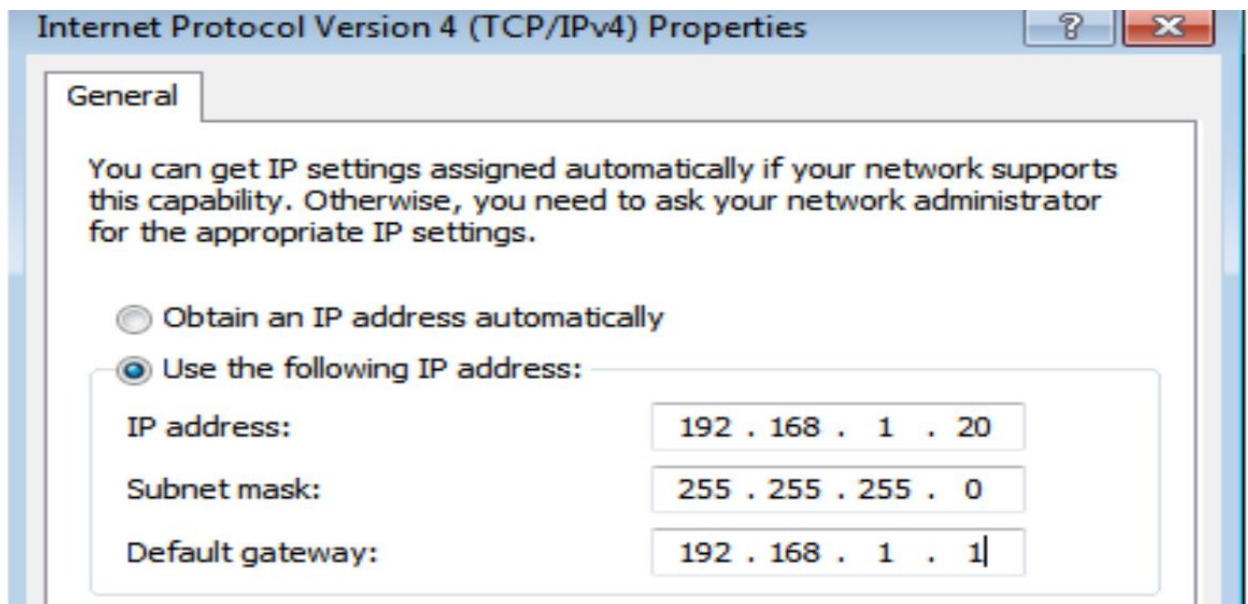 Internet Protocol Version 4 (TCP/IPv4) Properties
General
You can get IP settings assigned automatically if your network supports
this capability. Otherwise, you need to ask your network administrator
for the appropriate IP settings.
Obtain an IP address automatically
Use the following IP address:
IP address: 192 . 168 . 1 . 20
Subnet mask: 255 . 255 . 255 . 0
Default gateway: 192 . 168 . 1 . 1